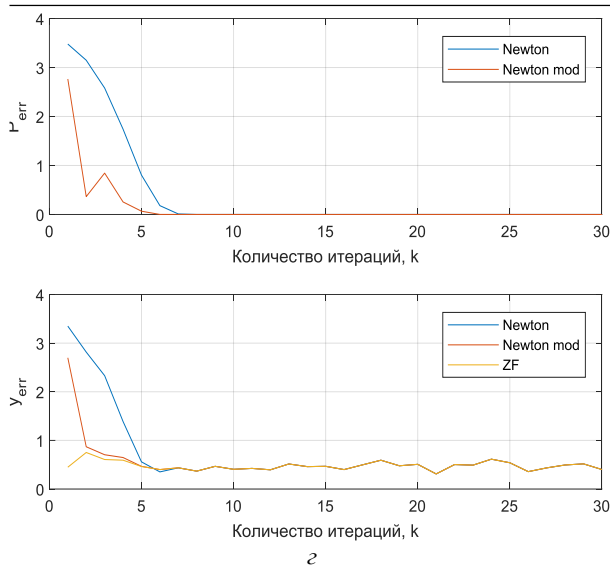 4
3
2
1
0
P_err
Newton
Newton mod
0 5 10 15 20 25 30
Количество итераций, k
4
3
2
1
0
y_err
Newton
Newton mod
ZF
0 5 10 15 20 25 30
Количество итераций, k
г